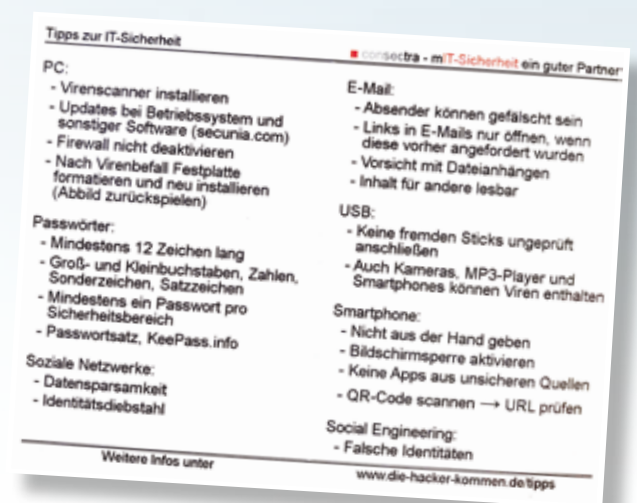 Tipps zur IT-Sicherheit
consectra - mIT-Sicherheit ein guter Partner
PC:
- Virenscanner installieren
- Updates bei Betriebssystem und
sonstiger Software (secunia.com)
- Firewall nicht deaktivieren
- Nach Virenbefall Festplatte
formatieren und neu installieren
(Abbild zurückspielen)
Passwörter:
- Mindestens 12 Zeichen lang
- Groß- und Kleinbuchstaben, Zahlen,
Sonderzeichen, Satzzeichen
- Mindestens ein Passwort pro
Sicherheitsbereich
- Passwortsatz, KeePass.info
Soziale Netzwerke:
- Datensparsamkeit
- Identitätsdiebstahl
E-Mail:
- Absender können gefälscht sein
- Links in E-Mails nur öffnen, wenn
diese vorher angefordert wurden
- Vorsicht mit Dateianhängen
- Inhalt für andere lesbar
USB:
- Keine fremden Sticks ungeprüft
anschließen
- Auch Kameras, MP3-Player und
Smartphones können Viren enthalten
Smartphone:
- Nicht aus der Hand geben
- Bildschirmsperre aktivieren
- Keine Apps aus unsicheren Quellen
- QR-Code scannen → URL prüfen
Social Engineering:
- Falsche Identitäten
Weitere Infos unter
www.die-hacker-kommen.de/tipps